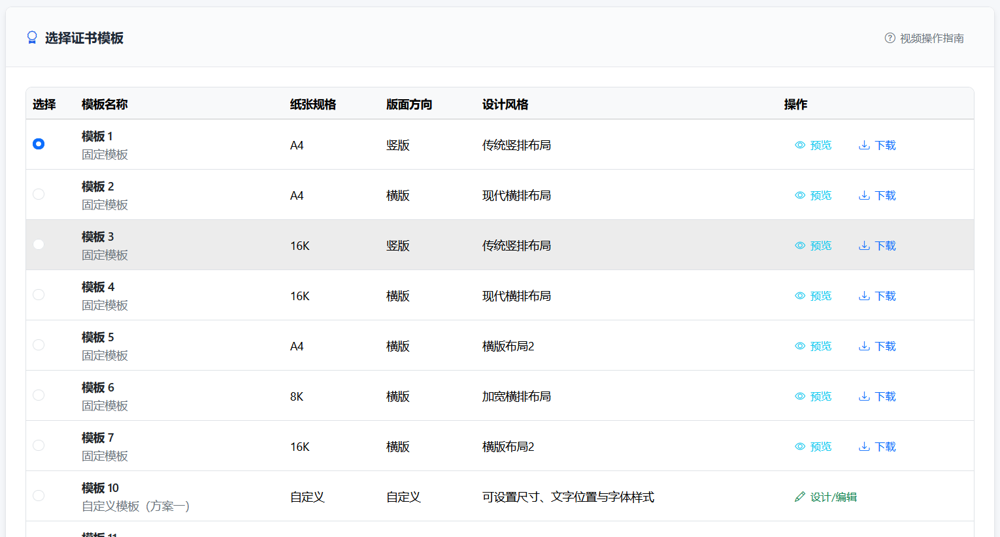 选择证书模板
视频操作指南
选择 模板名称 纸张规格 版面方向 设计风格 操作
模板 1
固定模板
A4 竖版 传统竖排布局 预览 下载
模板 2
固定模板
A4 横版 现代横排布局 预览 下载
模板 3
固定模板
16K 竖版 传统竖排布局 预览 下载
模板 4
固定模板
16K 横版 现代横排布局 预览 下载
模板 5
固定模板
A4 横版 横版布局2 预览 下载
模板 6
固定模板
8K 横版 加宽横排布局 预览 下载
模板 7
固定模板
16K 横版 横版布局2 预览 下载
模板 10
自定义模板（方案一）
自定义 自定义 可设置尺寸、文字位置与字体样式 设计/编辑
模板 11